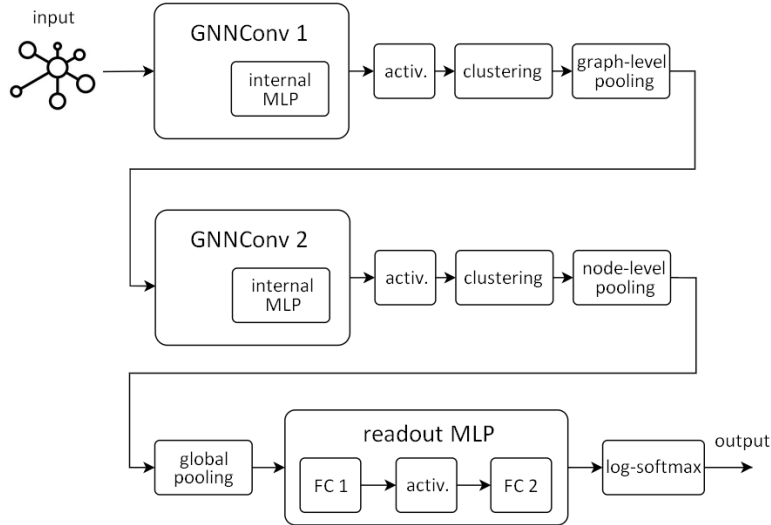 input
GNNConv 1
internal
MLP
activ.
clustering
graph-level
pooling
GNNConv 2
internal
MLP
activ.
clustering
node-level
pooling
global
pooling
readout MLP
FC 1
activ.
FC 2
log-softmax
output